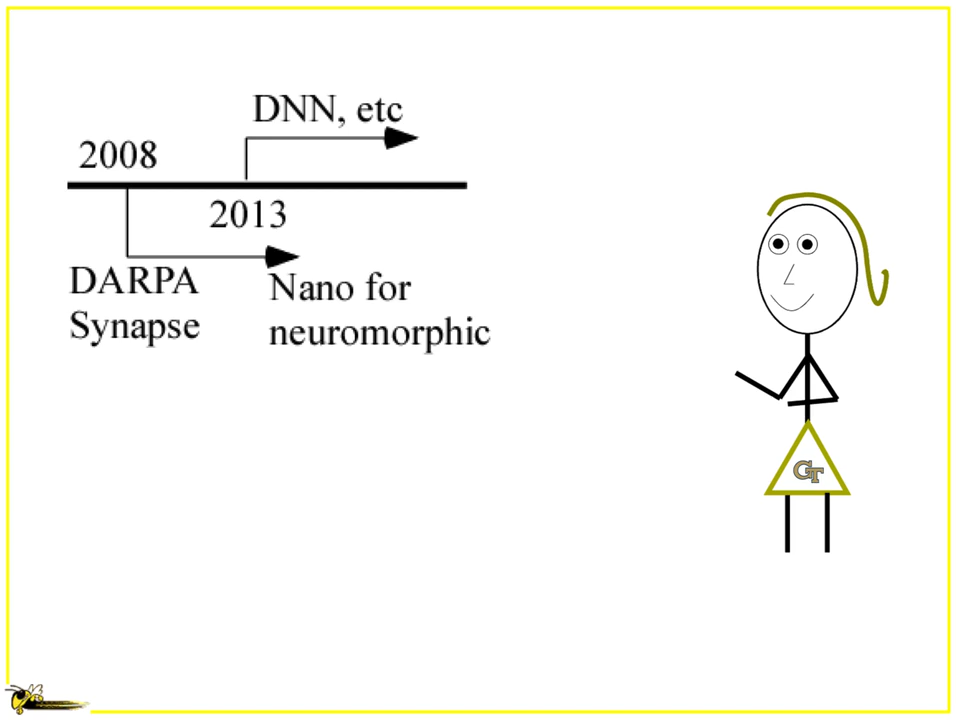 DNN, etc
2008
2013
DARPA
Synapse
Nano for
neuromorphic
GT